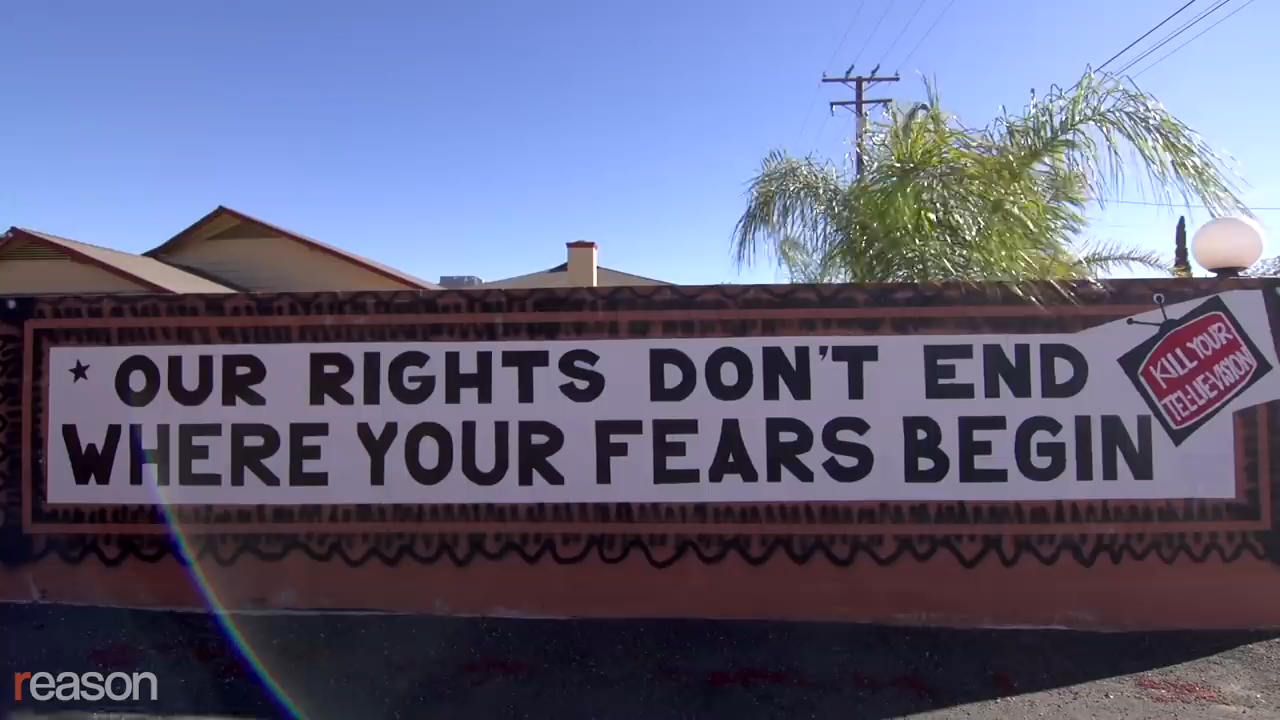 * OUR RIGHTS DON'T END
WHERE YOUR FEARS BEGIN
KILL YOUR
TEL-LIE-VISION
reason